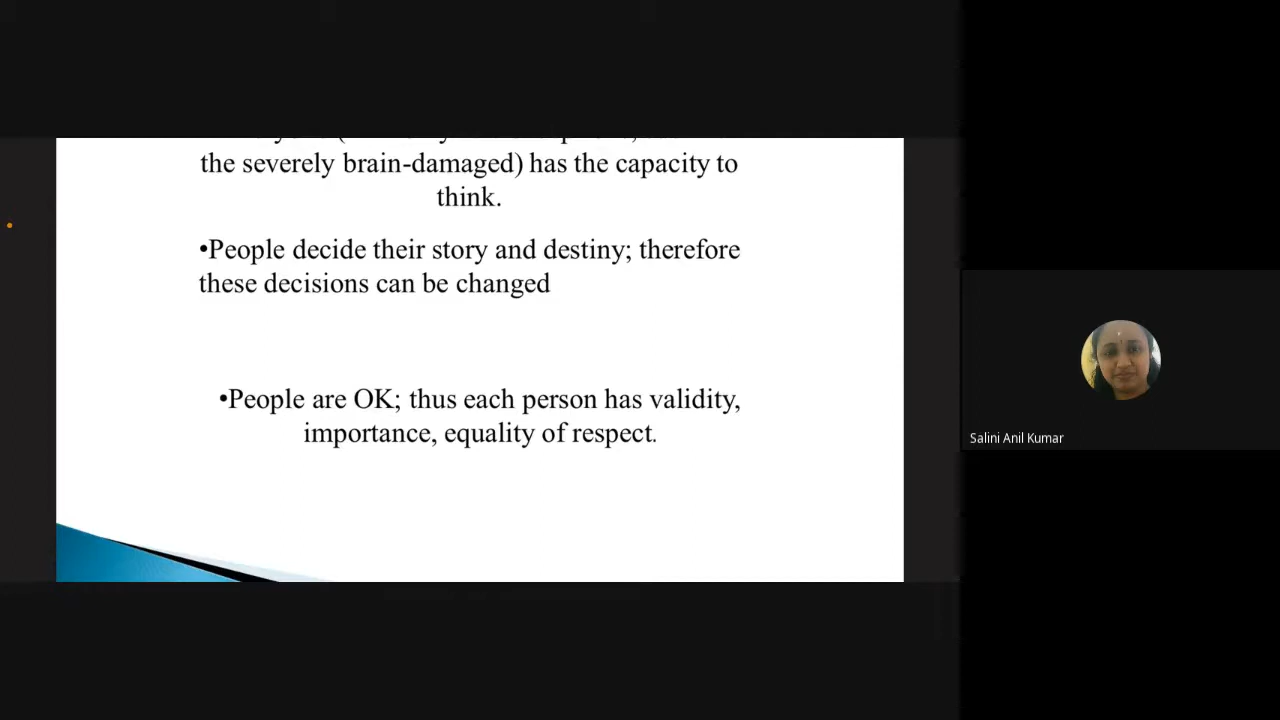 the severely brain-damaged) has the capacity to
think.
•People decide their story and destiny; therefore
these decisions can be changed
•People are OK; thus each person has validity,
importance, equality of respect.
Salini Anil Kumar